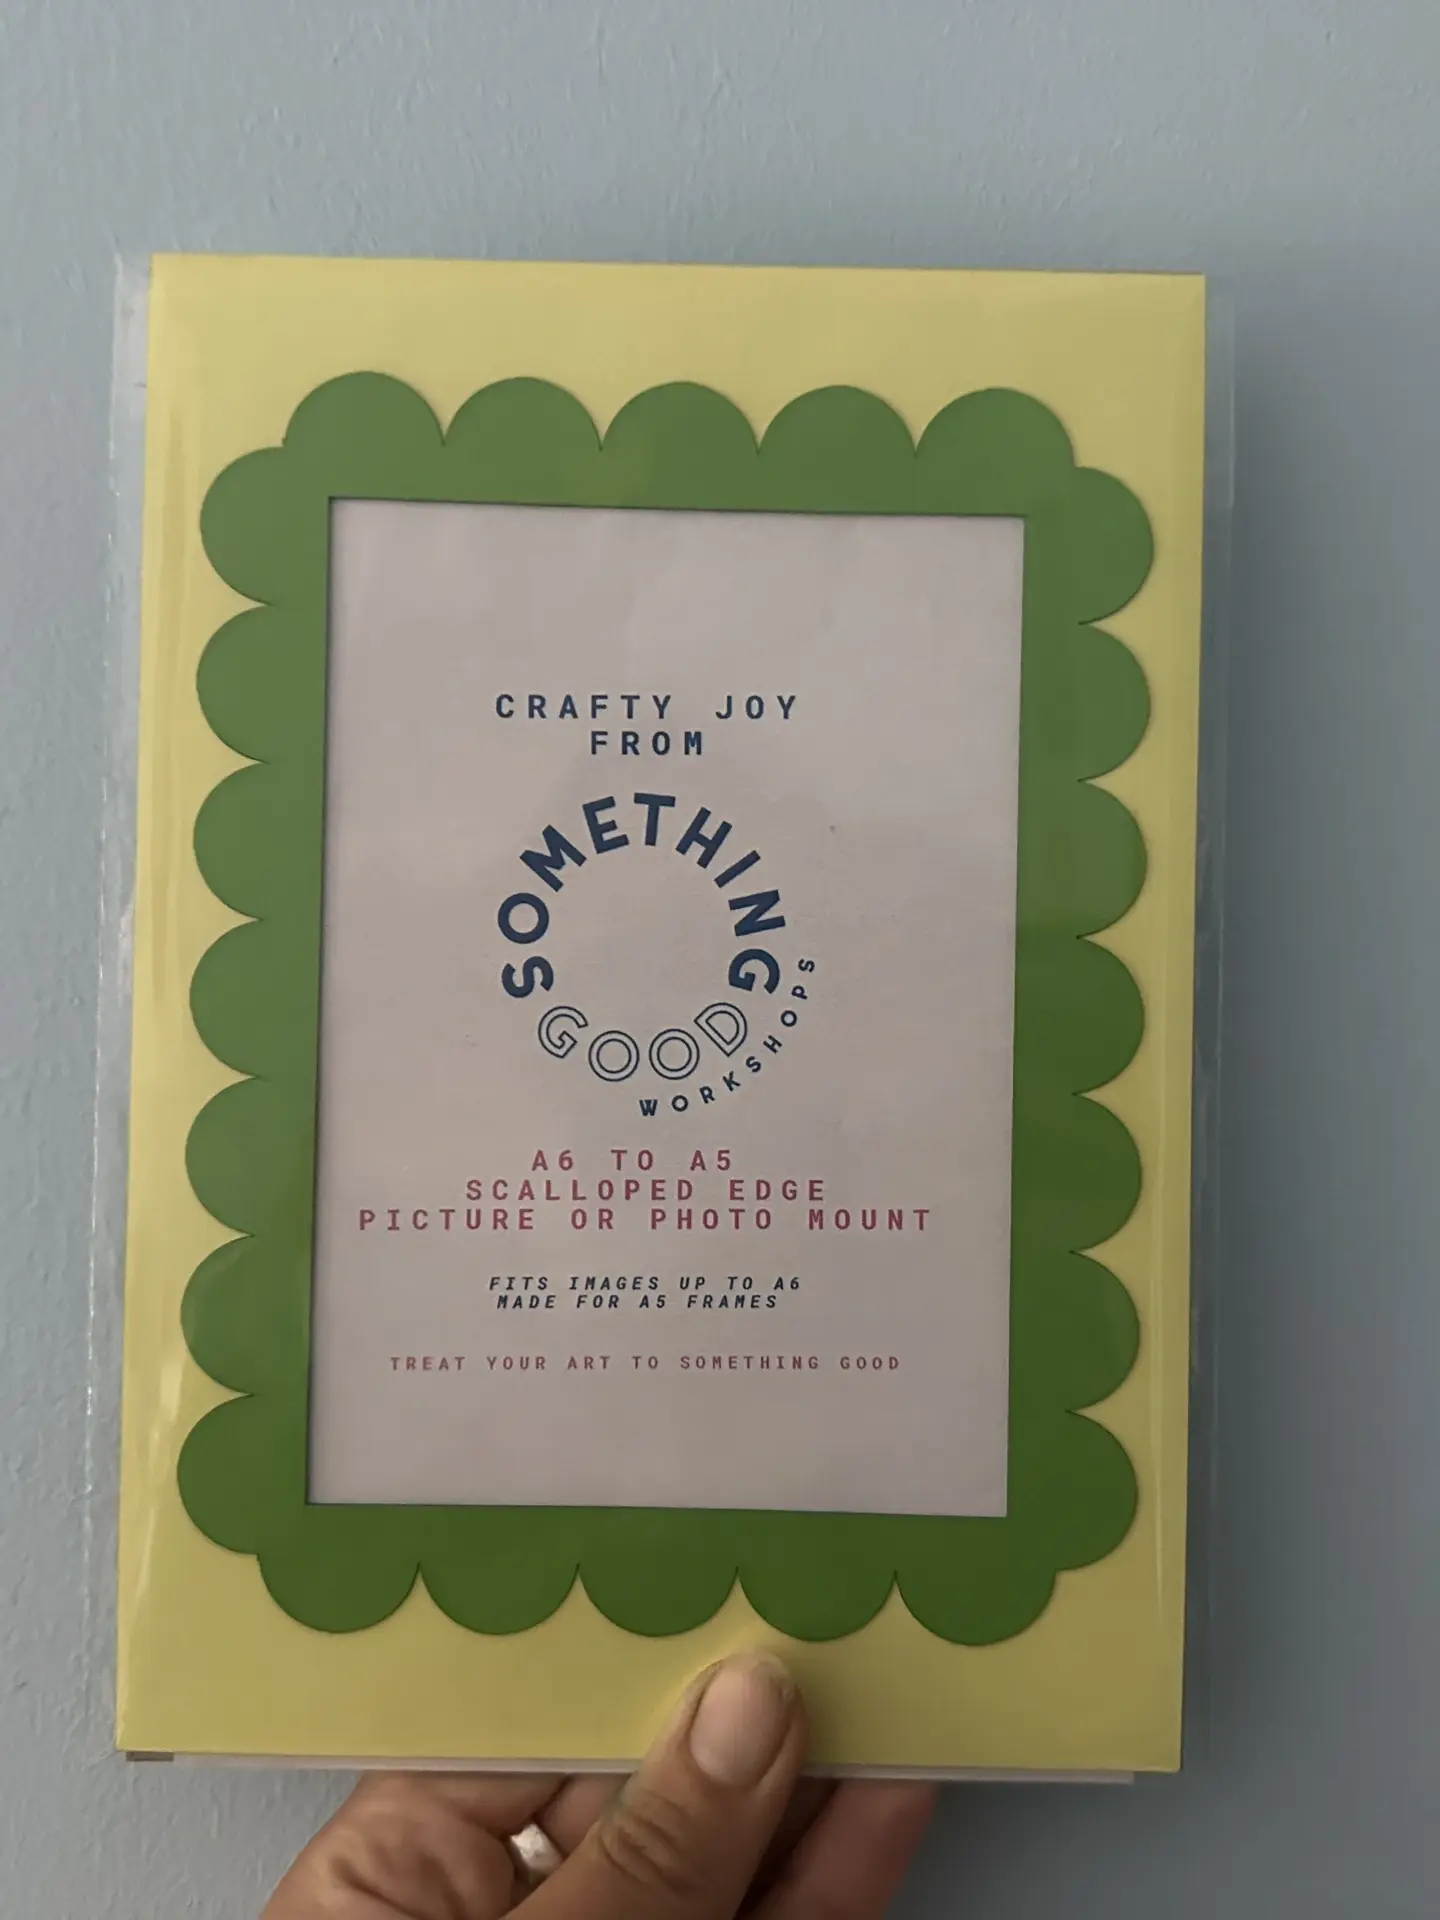 CRAFTY JOY
FROM
SOMETHING
GOOD
WORKSHOPS
A6 TO A5
SCALLOPED EDGE
PICTURE OR PHOTO MOUNT
FITS IMAGES UP TO A6
MADE FOR A5 FRAMES
TREAT YOUR ART TO SOMETHING GOOD